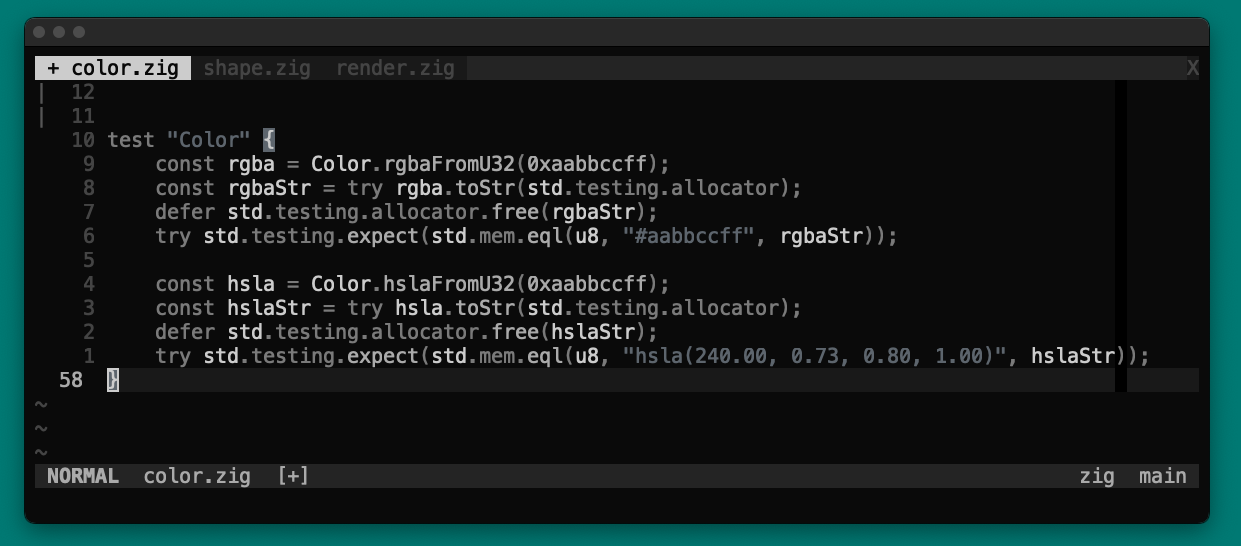 + color.zig  shape.zig  render.zig  X
|  12
|  11
10 test "Color" {
9     const rgba = Color.rgbaFromU32(0xaabbccff);
8     const rgbaStr = try rgba.toStr(std.testing.allocator);
7     defer std.testing.allocator.free(rgbaStr);
6     try std.testing.expect(std.mem.eql(u8, "#aabbccff", rgbaStr));
5
4     const hsla = Color.hslaFromU32(0xaabbccff);
3     const hslaStr = try hsla.toStr(std.testing.allocator);
2     defer std.testing.allocator.free(hslaStr);
1     try std.testing.expect(std.mem.eql(u8, "hsla(240.00, 0.73, 0.80, 1.00)", hslaStr));
58 }
~
~
~
NORMAL  color.zig  [+]  zig  main